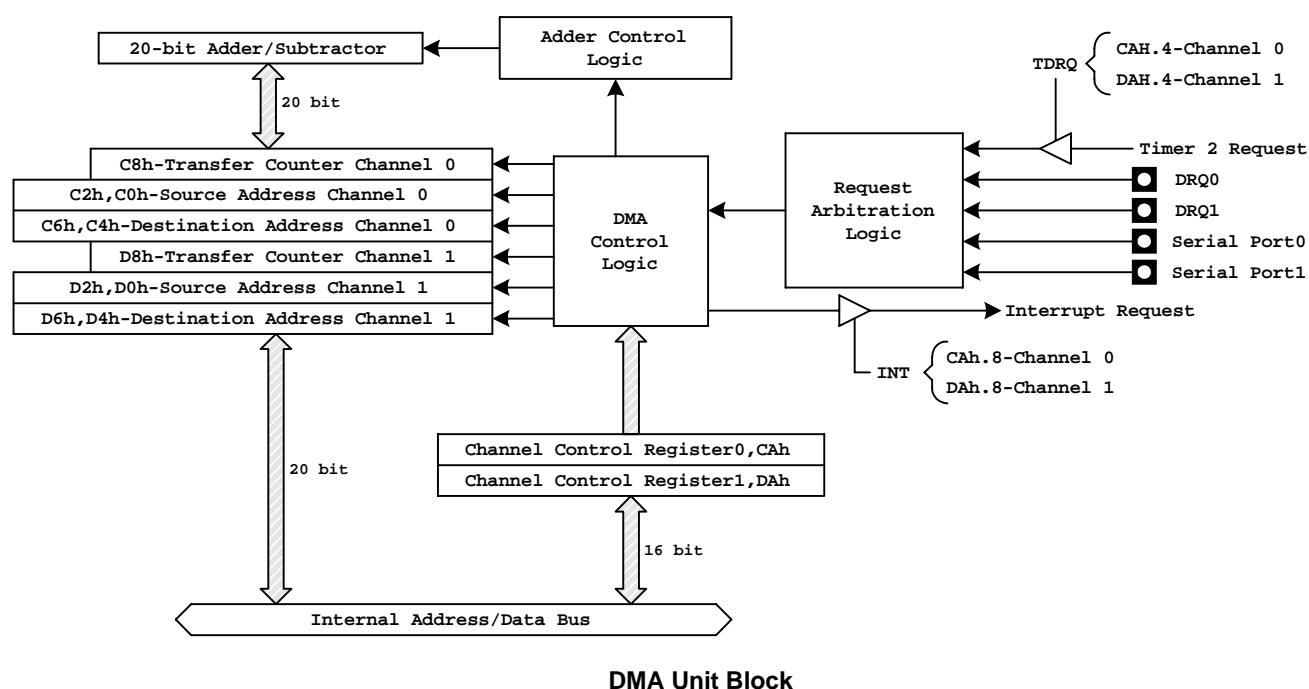 20-bit Adder/Subtractor
Adder Control
Logic
20 bit
TDRQ
CAH.4-Channel 0
DAH.4-Channel 1
C8h-Transfer Counter Channel 0
C2h,C0h-Source Address Channel 0
C6h,C4h-Destination Address Channel 0
D8h-Transfer Counter Channel 1
D2h,D0h-Source Address Channel 1
D6h,D4h-Destination Address Channel 1
DMA
Control
Logic
Request
Arbitration
Logic
Timer 2 Request
DRQ0
DRQ1
Serial Port0
Serial Port1
Interrupt Request
INT
CAh.8-Channel 0
DAh.8-Channel 1
Channel Control Register0,CAh
Channel Control Register1,DAh
20 bit
16 bit
Internal Address/Data Bus
DMA Unit Block